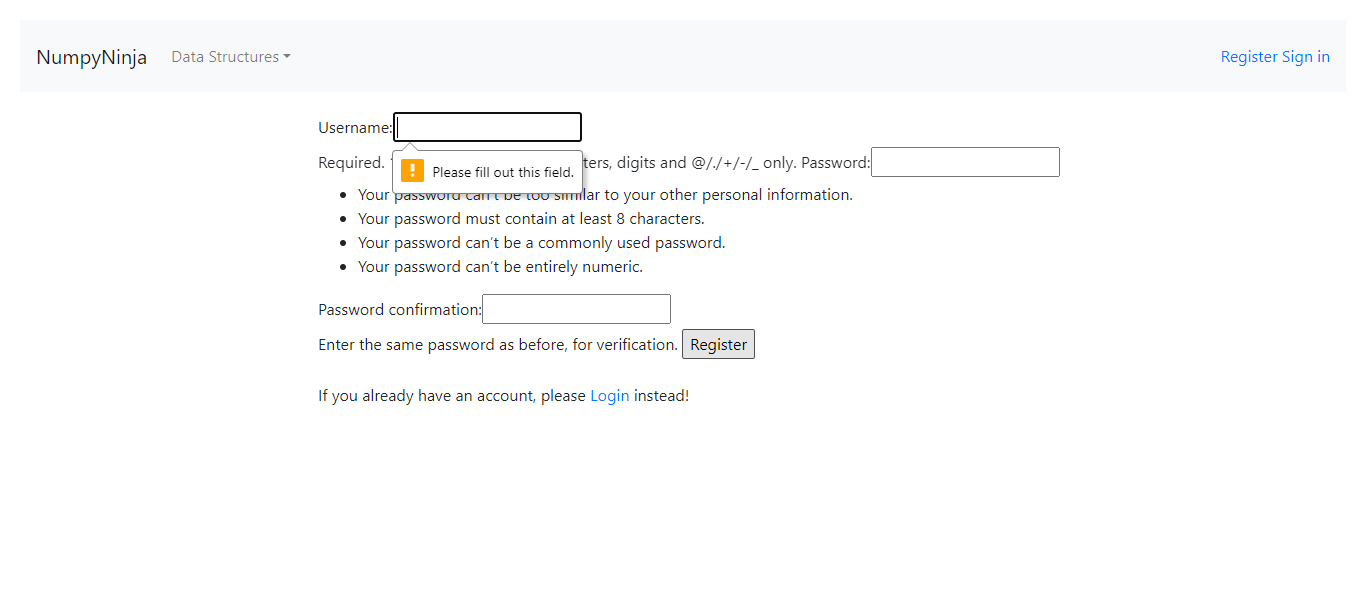 NumpyNinja Data Structures Register Sign in
Username:
Required. ters, digits and @/./+/-/_ only. Password:
Please fill out this field.
Your password can't be too similar to your other personal information.
Your password must contain at least 8 characters.
Your password can't be a commonly used password.
Your password can't be entirely numeric.
Password confirmation:
Enter the same password as before, for verification. Register
If you already have an account, please Login instead!